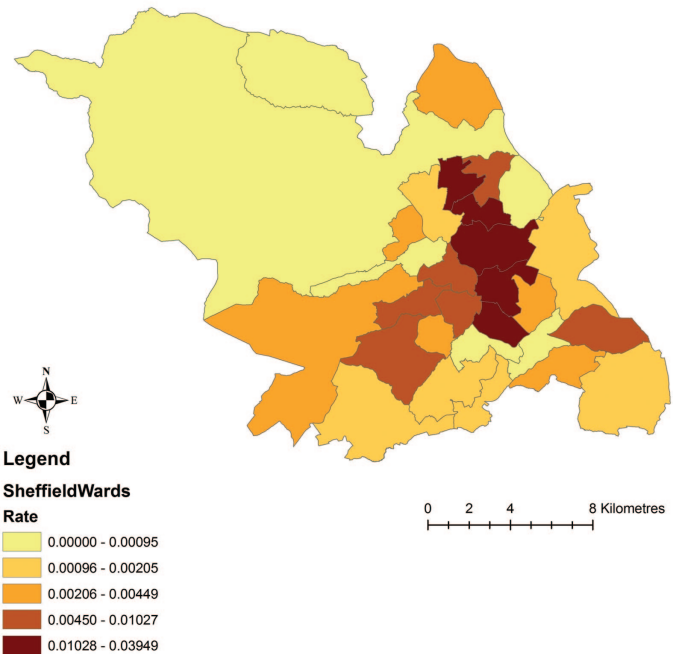 N
W E
S
Legend
SheffieldWards
Rate
0.00000 - 0.00095
0.00096 - 0.00205
0.00206 - 0.00449
0.00450 - 0.01027
0.01028 - 0.03949
0 2 4 8 Kilometres